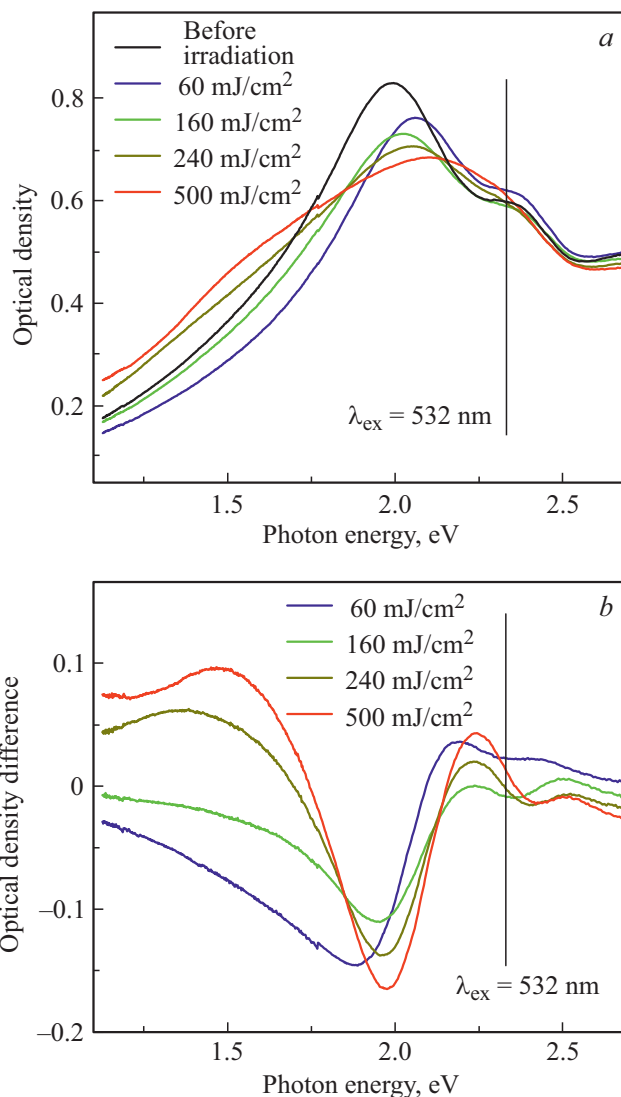 a
Before
irradiation
60 mJ/cm²
160 mJ/cm²
240 mJ/cm²
500 mJ/cm²
0.8
0.6
0.4
0.2
Optical density
λex = 532 nm
1.5 2.0 2.5
Photon energy, eV
b
60 mJ/cm²
160 mJ/cm²
240 mJ/cm²
500 mJ/cm²
0.1
0
−0.1
−0.2
Optical density difference
λex = 532 nm
1.5 2.0 2.5
Photon energy, eV